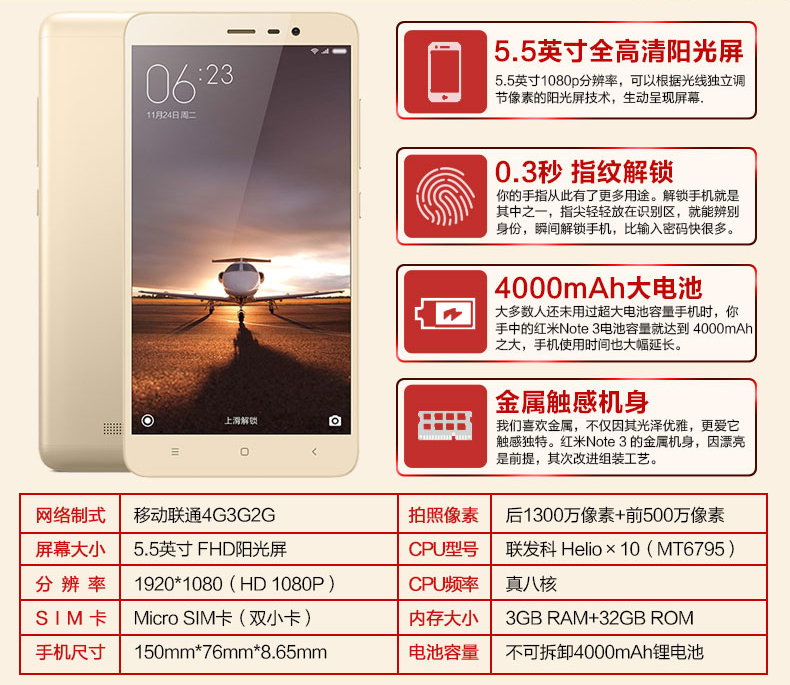 06:23
11月24日 周二
上滑解锁
5.5英寸全高清阳光屏
5.5英寸1080p分辨率，可以根据光线独立调
节像素的阳光屏技术，生动呈现屏幕.
0.3秒 指纹解锁
你的手指从此有了更多用途。解锁手机就是
其中之一，指尖轻轻放在识别区，就能辨别
身份，瞬间解锁手机，比输入密码快很多。
4000mAh大电池
大多数人还未用过超大电池容量手机时，你
手中的红米Note 3电池容量就达到 4000mAh
之大，手机使用时间也大幅延长。
金属触感机身
我们喜欢金属，不仅因其光泽优雅，更爱它
触感独特。红米Note 3 的金属机身，因漂亮
是前提，其次改进组装工艺。
网络制式 移动联通4G3G2G 拍照像素 后1300万像素+前500万像素
屏幕大小 5.5英寸 FHD阳光屏 CPU型号 联发科 Helio×10（MT6795）
分 辨 率 1920*1080（HD 1080P） CPU频率 真八核
S I M 卡 Micro SIM卡（双小卡） 内存大小 3GB RAM+32GB ROM
手机尺寸 150mm*76mm*8.65mm 电池容量 不可拆卸4000mAh锂电池